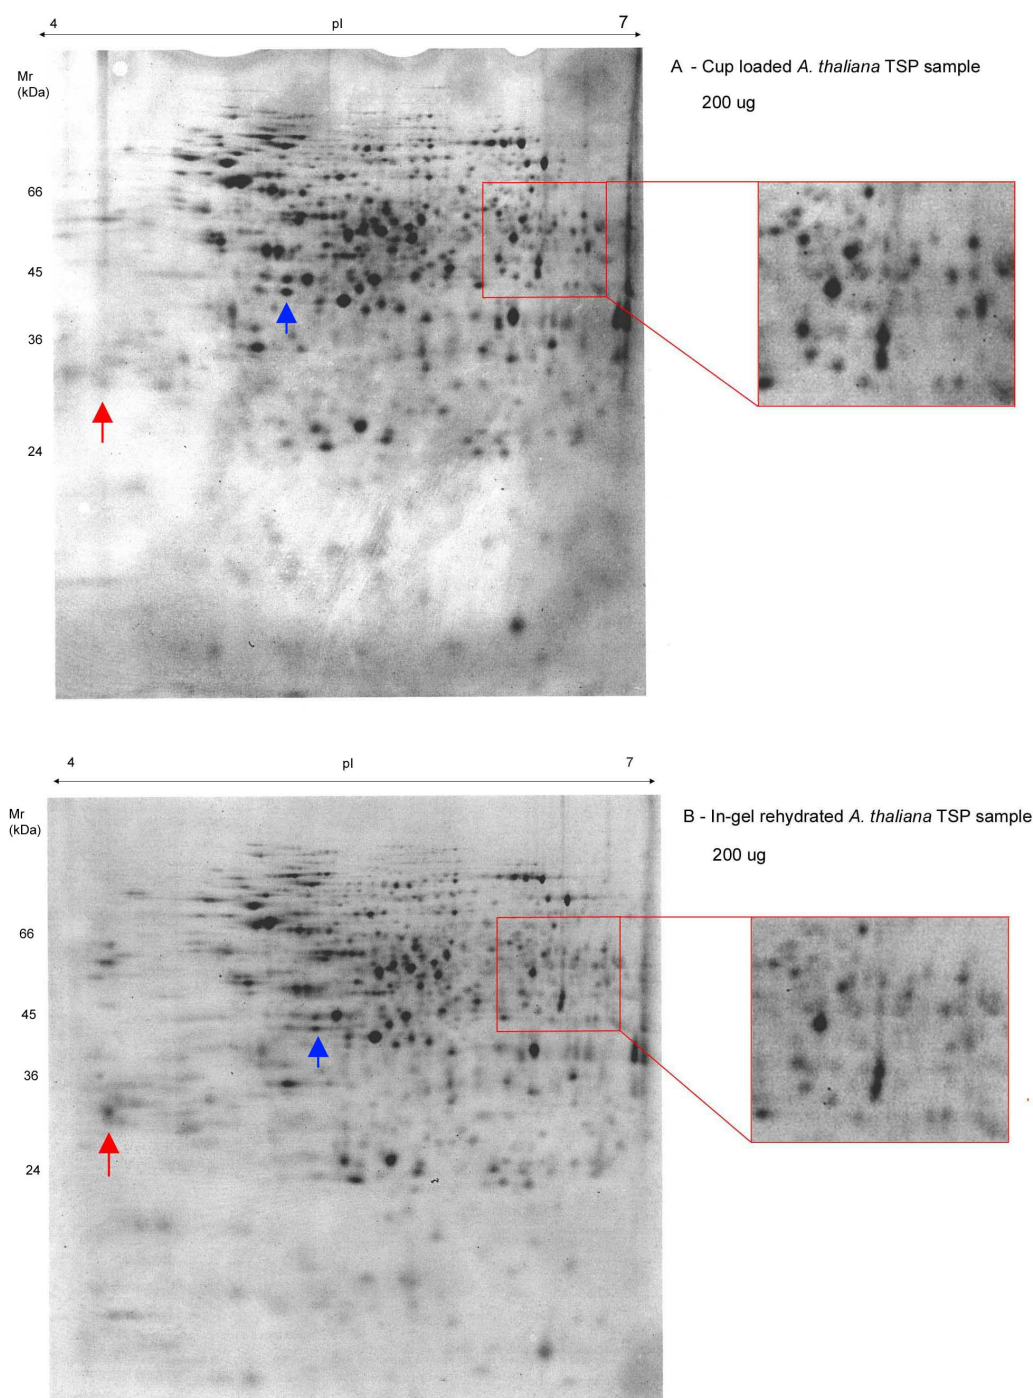 4 pI 7
Mr
(kDa)
A - Cup loaded A. thaliana TSP sample
200 ug
66
45
36
24
4 pI 7
Mr
(kDa)
B - In-gel rehydrated A. thaliana TSP sample
200 ug
66
45
36
24